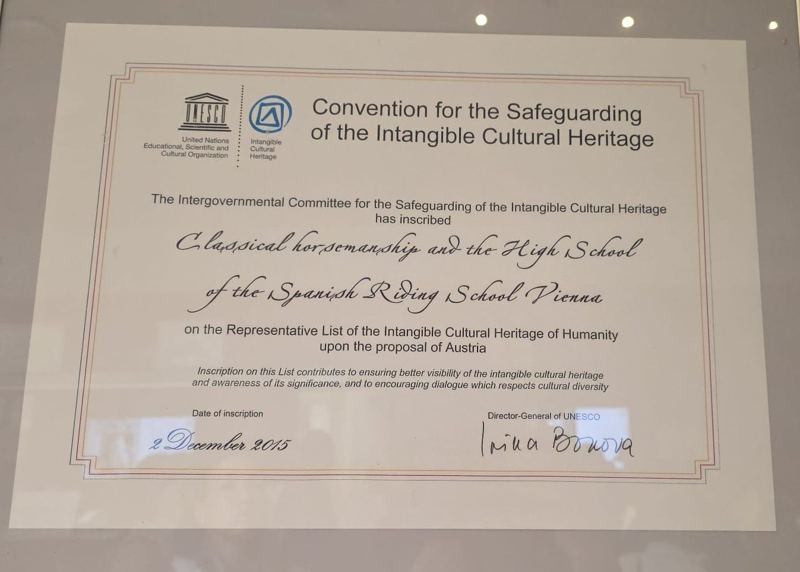 UNESCO
United Nations
Educational, Scientific and
Cultural Organization
Intangible
Cultural
Heritage
Convention for the Safeguarding
of the Intangible Cultural Heritage
The Intergovernmental Committee for the Safeguarding of the Intangible Cultural Heritage
has inscribed
Classical horsemanship and the High School
of the Spanish Riding School Vienna
on the Representative List of the Intangible Cultural Heritage of Humanity
upon the proposal of Austria
Inscription on this List contributes to ensuring better visibility of the intangible cultural heritage
and awareness of its significance, and to encouraging dialogue which respects cultural diversity
Date of inscription
2 December 2015
Director-General of UNESCO
Irina Bokova